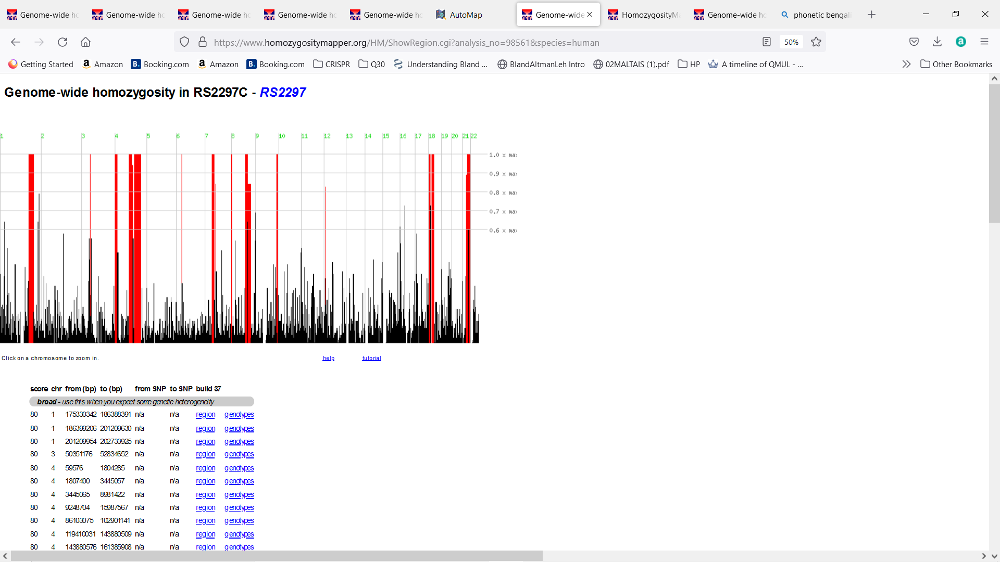 Genome-wide ho Genome-wide ho Genome-wide ho Genome-wide ho Genome-wide ho AutoMap Genome-wide HomozygosityMa Genome-wide ho phonetic bengali
https://www.homozygositymapper.org/HM/ShowRegion.cgi?analysis_no=98561&species=human 50%
Getting Started Amazon Booking.com Amazon Booking.com CRISPR Q30 Understanding Bland ... BlandAltmanLeh Intro 02MALTAIS (1).pdf HP A timeline of QMUL - ... Other Bookmarks
Genome-wide homozygosity in RS2297C - RS2297
1 2 3 4 5 6 7 8 9 10 11 12 13 14 15 16 17 18 19 20 21 22
1.0 x max
0.9 x max
0.8 x max
0.7 x max
0.6 x max
Click on a chromosome to zoom in. help tutorial
score chr from (bp) to (bp) from SNP to SNP build 37
broad - use this when you expect some genetic heterogeneity
80 1 175330342 186388391 n/a n/a region genotypes
80 1 186399206 201209630 n/a n/a region genotypes
80 1 201209954 202733925 n/a n/a region genotypes
80 3 50351176 52834652 n/a n/a region genotypes
80 4 59576 1804285 n/a n/a region genotypes
80 4 1807400 3445057 n/a n/a region genotypes
80 4 3445065 8981422 n/a n/a region genotypes
80 4 9248704 15987567 n/a n/a region genotypes
80 4 86103075 102901141 n/a n/a region genotypes
80 4 119410031 143880509 n/a n/a region genotypes
80 4 143880576 161385908 n/a n/a region genotypes